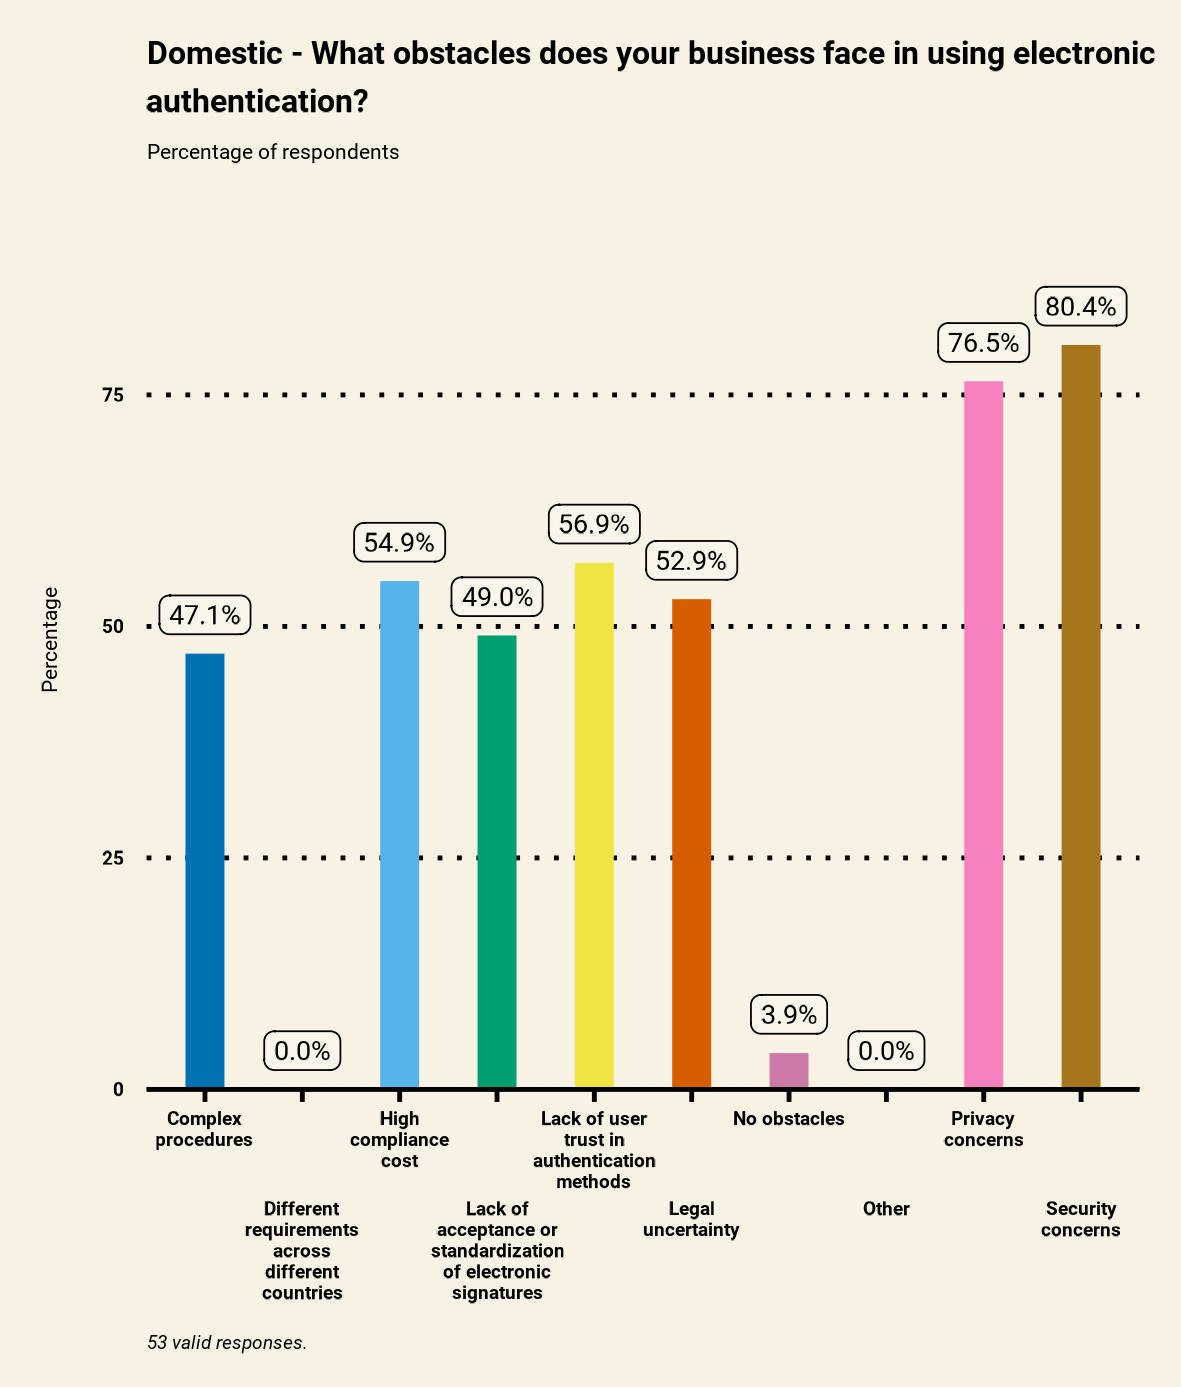 Domestic - What obstacles does your business face in using electronic
authentication?
Percentage of respondents
80.4%
76.5%
75
56.9%
54.9%
52.9%
49.0%
47.1%
50
Percentage
25
3.9%
0.0%
0.0%
0
Complex
procedures
High
compliance
cost
Lack of user
trust in
authentication
methods
No obstacles
Privacy
concerns
Different
requirements
across
different
countries
Lack of
acceptance or
standardization
of electronic
signatures
Legal
uncertainty
Other
Security
concerns
53 valid responses.